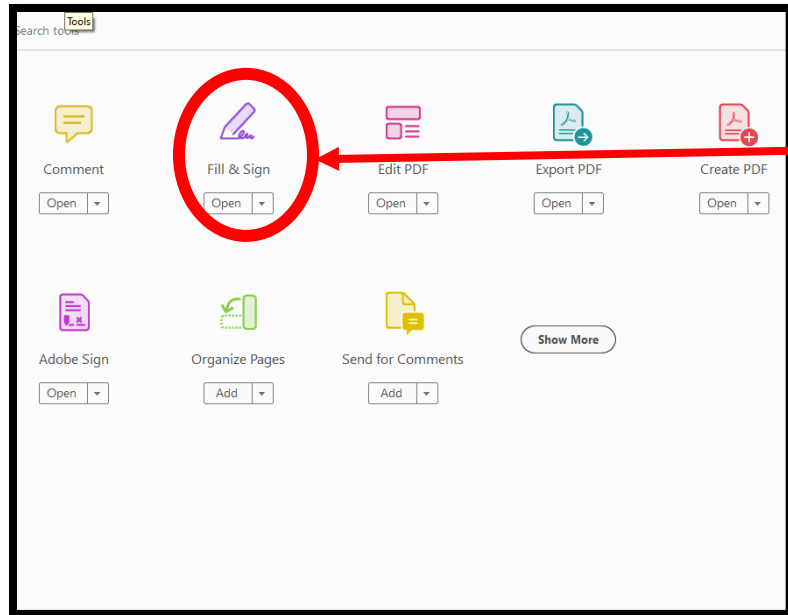 Tools
Search tools
Comment
Fill & Sign
Edit PDF
Export PDF
Create PDF
Open
Open
Open
Open
Open
Adobe Sign
Organize Pages
Send for Comments
Show More
Open
Add
Add